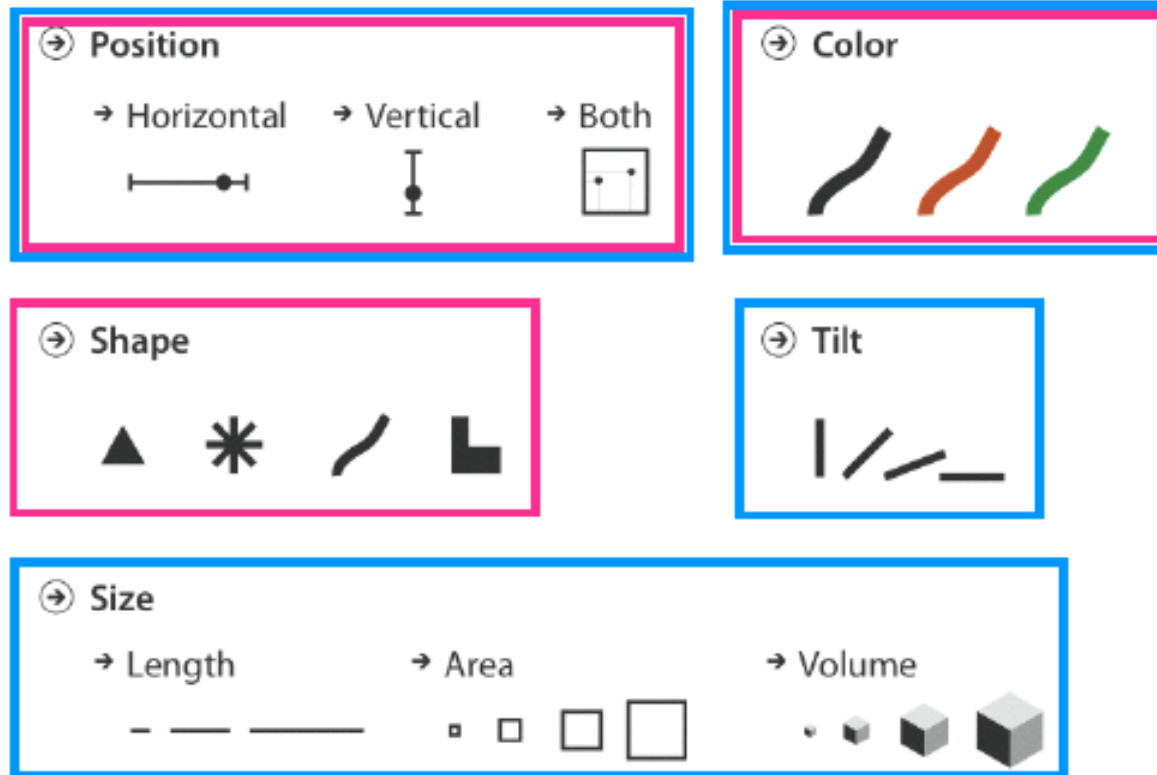 Position
Horizontal
Vertical
Both
Color
Shape
Tilt
Size
Length
Area
Volume